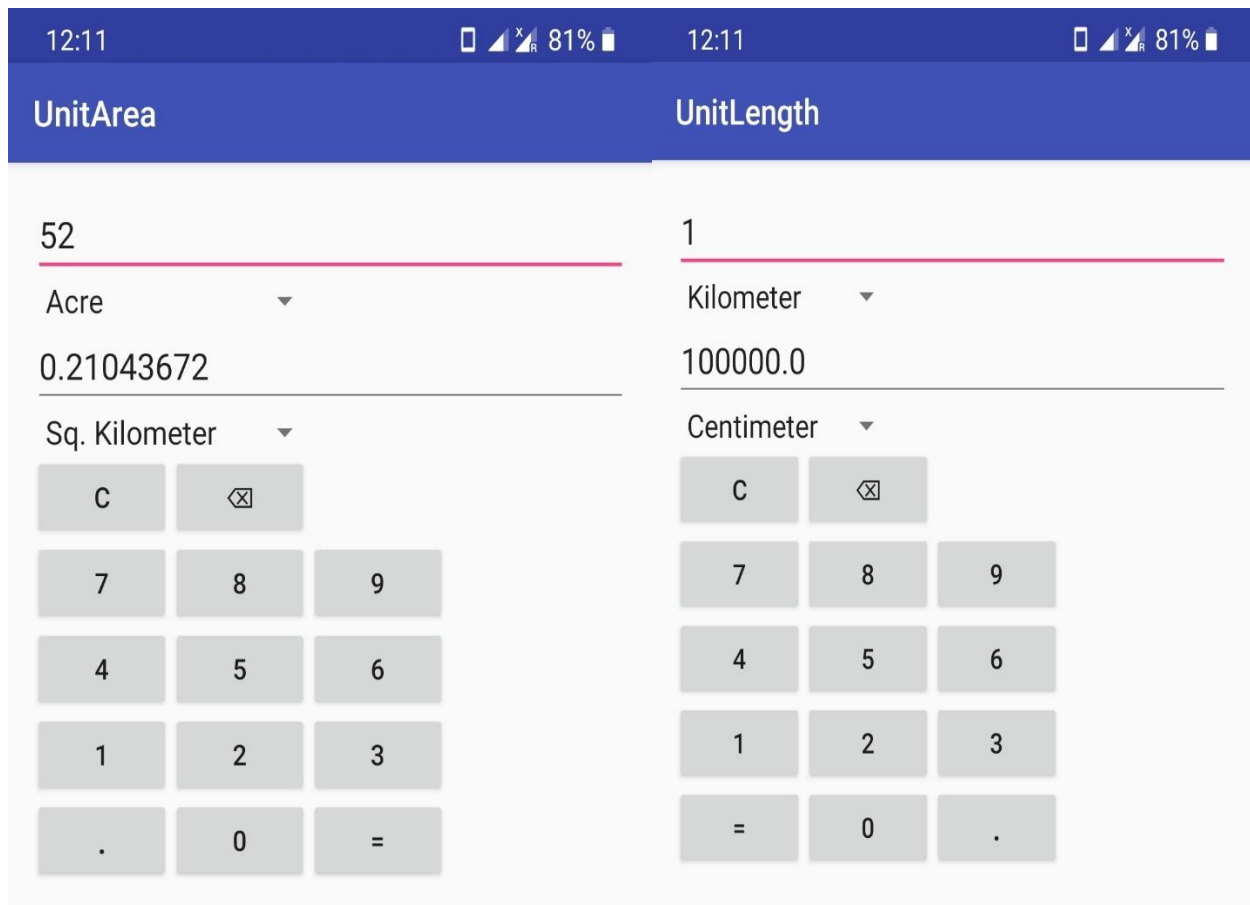 12:11 81%
UnitArea
52
Acre
0.21043672
Sq. Kilometer
C
7 8 9
4 5 6
1 2 3
. 0 =
12:11 81%
UnitLength
1
Kilometer
100000.0
Centimeter
C
7 8 9
4 5 6
1 2 3
= 0 .